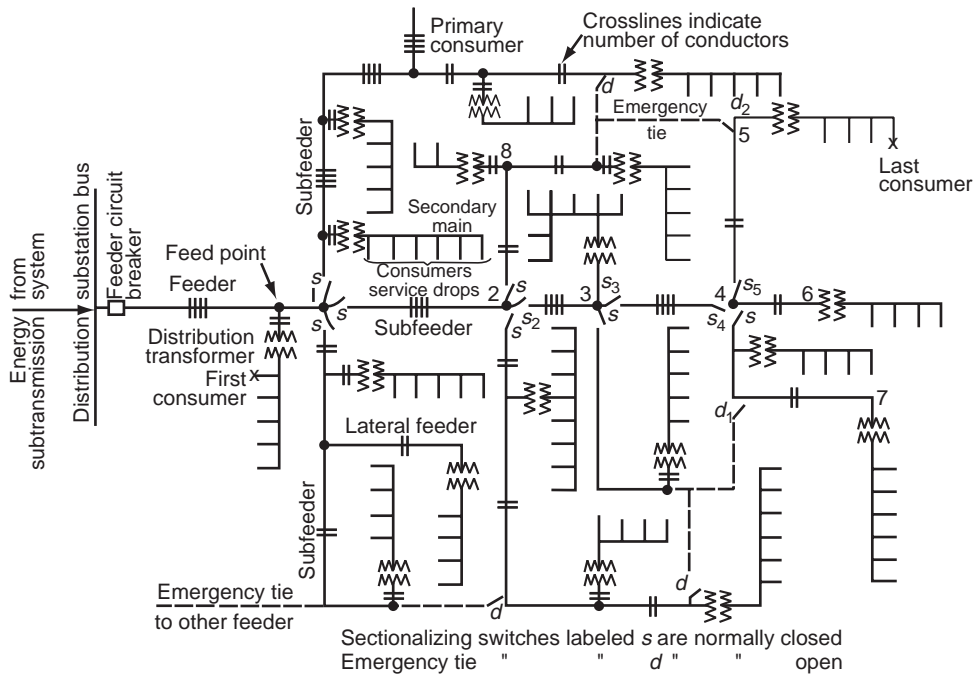 Primary
consumer
Crosslines indicate
number of conductors
d
d2
Emergency
tie
5
x
Last
consumer
8
Subfeeder
Secondary
main
Consumers
service drops
Energy from
subtransmission system
Distribution substation bus
Feeder circuit
breaker
Feed point
Feeder
1
s
s
s
Subfeeder
2
s
s
s2
3
s3
s
4
s4
s5
s
6
Distribution
transformer
First
consumer
x
Lateral feeder
d1
7
Subfeeder
Emergency tie
to other feeder
d
d
Sectionalizing switches labeled s are normally closed
Emergency tie " " d " " open